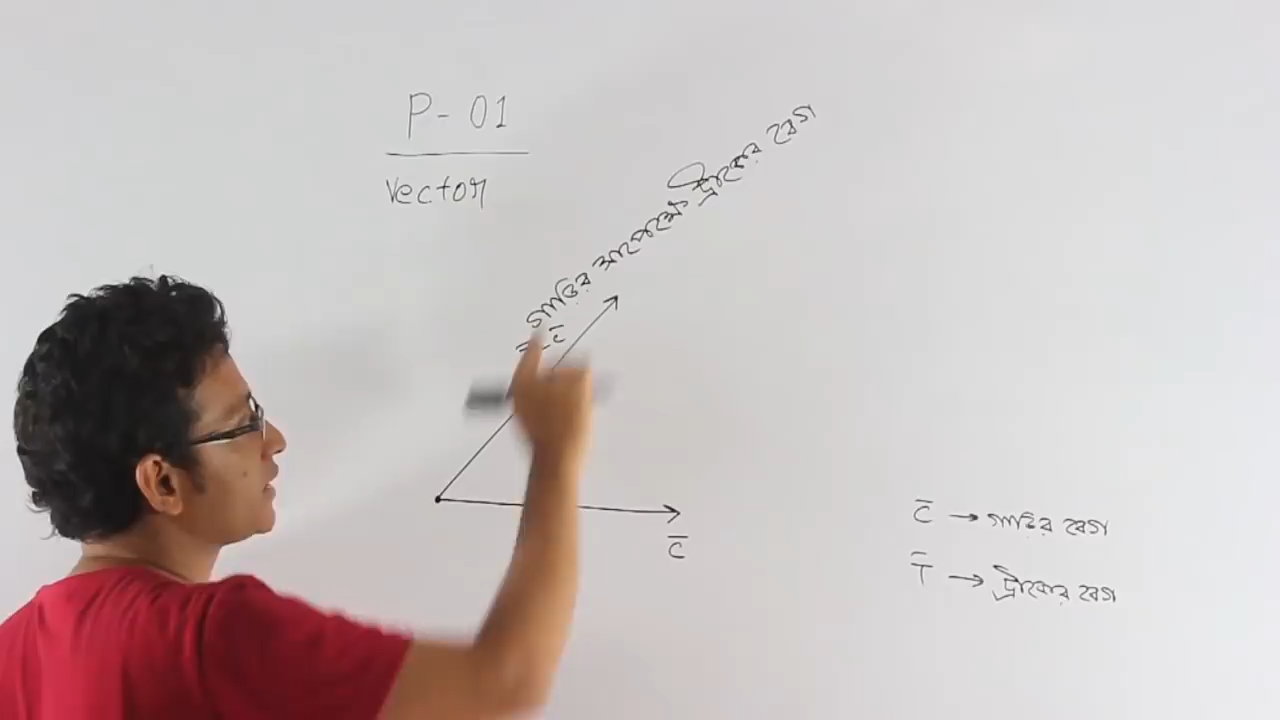 P - 01
vector
গাড়ির সাপেক্ষে ট্রাকের বেগ
C̅
C̅
C̅ → গাড়ির বেগ
T̅ → ট্রাকের বেগ